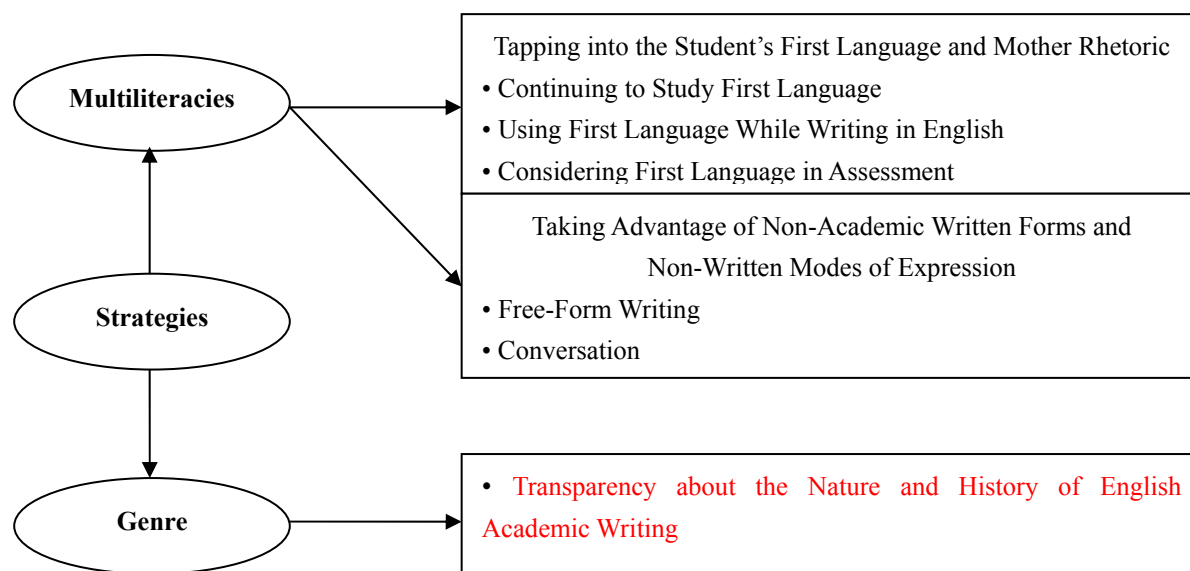 Multiliteracies
Tapping into the Student’s First Language and Mother Rhetoric
• Continuing to Study First Language
• Using First Language While Writing in English
• Considering First Language in Assessment
Strategies
Taking Advantage of Non-Academic Written Forms and
Non-Written Modes of Expression
• Free-Form Writing
• Conversation
Genre
• Transparency about the Nature and History of English
Academic Writing